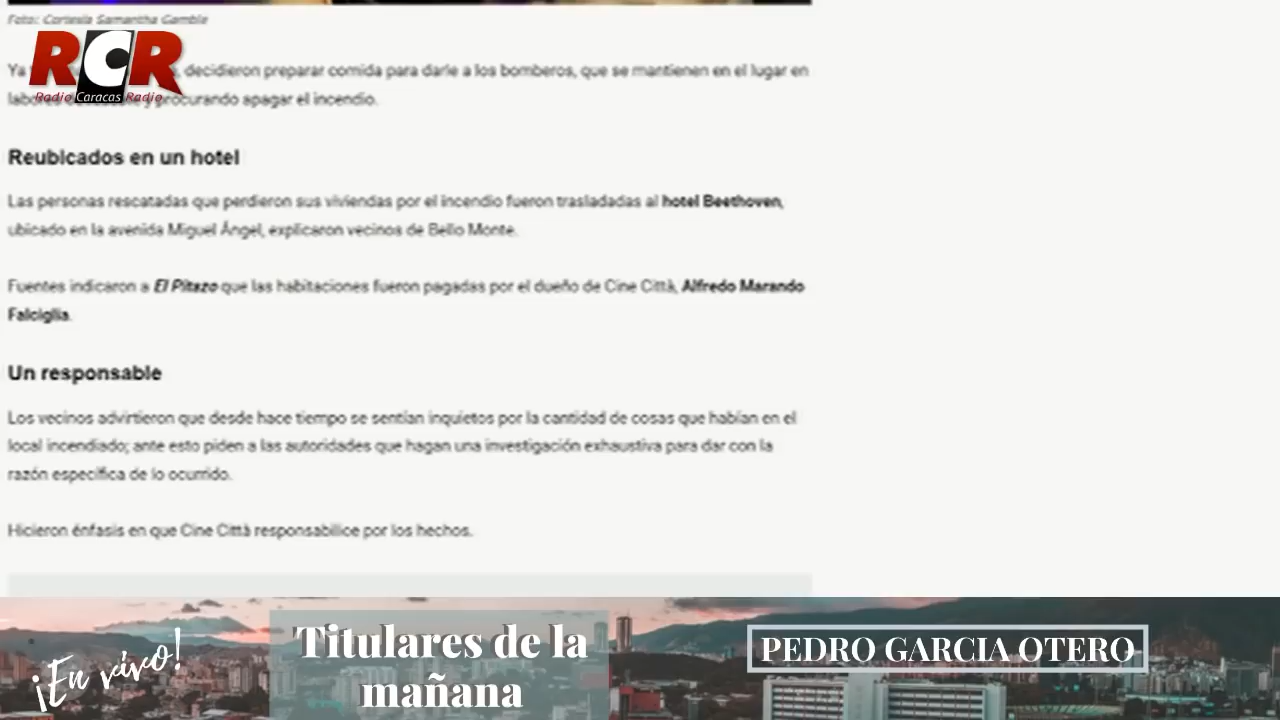 Foto: Cortesía Samantha Gamble
RCR
Radio Caracas Radio
Ya decidieron preparar comida para darle a los bomberos, que se mantienen en el lugar en
procurando apagar el incendio.
Reubicados en un hotel
Las personas rescatadas que perdieron sus viviendas por el incendio fueron trasladadas al hotel Beethoven,
ubicado en la avenida Miguel Ángel, explicaron vecinos de Bello Monte.
Fuentes indicaron a El Pitazo que las habitaciones fueron pagadas por el dueño de Cine Città, Alfredo Marando
Falciglia.
Un responsable
Los vecinos advirtieron que desde hace tiempo se sentían inquietos por la cantidad de cosas que habían en el
local incendiado; ante esto piden a las autoridades que hagan una investigación exhaustiva para dar con la
razón específica de lo ocurrido.
Hicieron énfasis en que Cine Città responsabilice por los hechos.
¡En vivo!
Titulares de la
mañana
PEDRO GARCIA OTERO